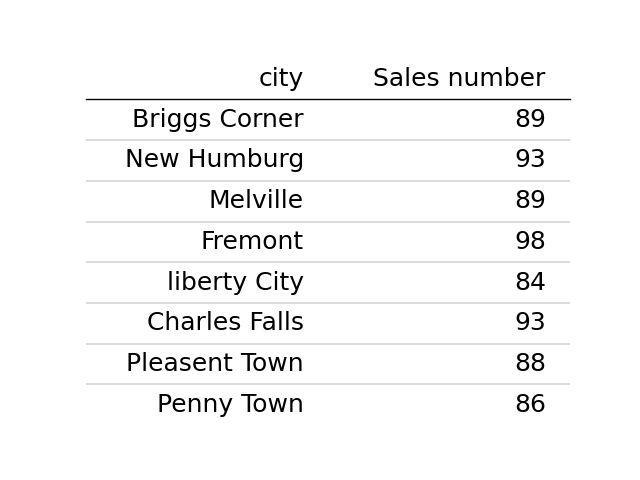 city Sales number
Briggs Corner 89
New Humburg 93
Melville 89
Fremont 98
liberty City 84
Charles Falls 93
Pleasent Town 88
Penny Town 86